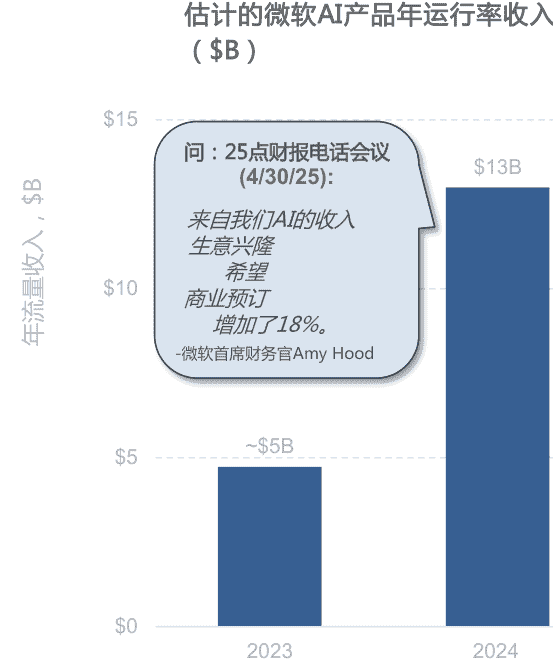 估计的微软AI产品年运行率收入
（$B）
$15
问：25点财报电话会议
(4/30/25):
$13B
来自我们AI的收入
生意兴隆
希望
$10
商业预订
增加了18%。
-微软首席财务官Amy Hood
年流量收入，$B
~$5B
$5
$0
2023
2024